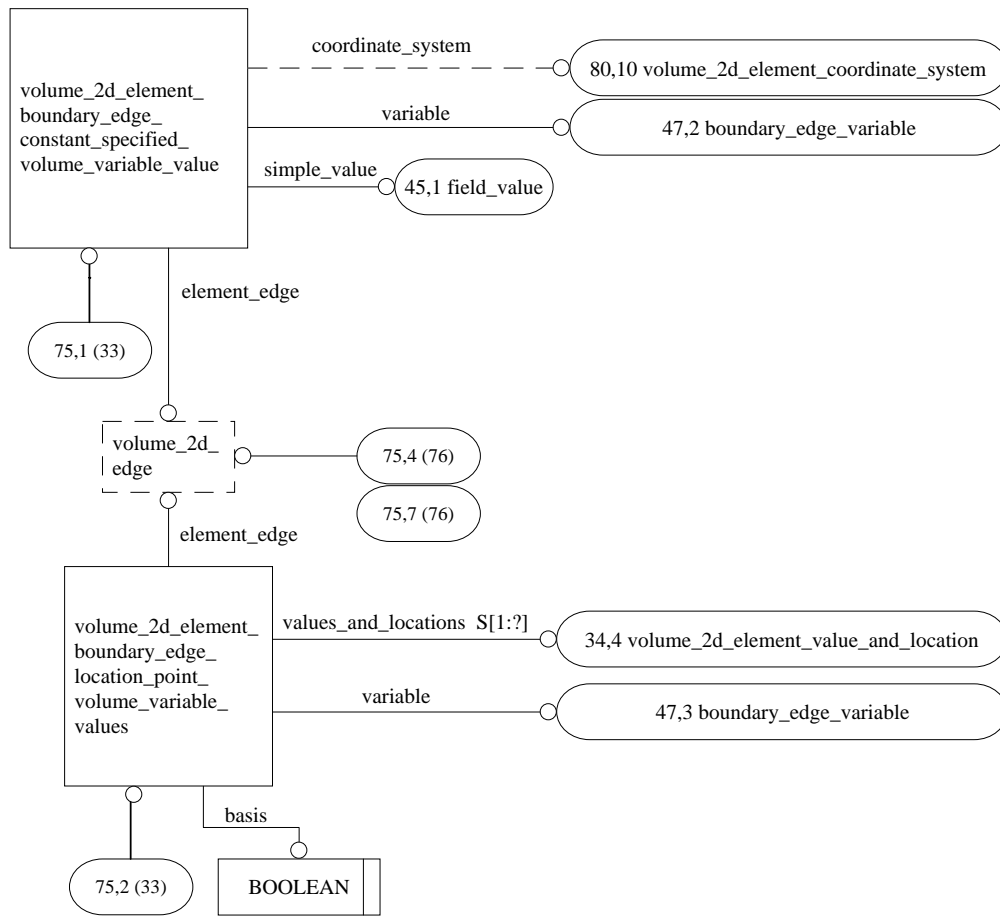 coordinate_system
80,10 volume_2d_element_coordinate_system
volume_2d_element_
boundary_edge_
constant_specified_
volume_variable_value
variable
47,2 boundary_edge_variable
simple_value
45,1 field_value
element_edge
75,1 (33)
volume_2d_
edge
75,4 (76)
75,7 (76)
element_edge
volume_2d_element_
boundary_edge_
location_point_
volume_variable_
values
values_and_locations S[1:?]
34,4 volume_2d_element_value_and_location
variable
47,3 boundary_edge_variable
basis
75,2 (33)
BOOLEAN